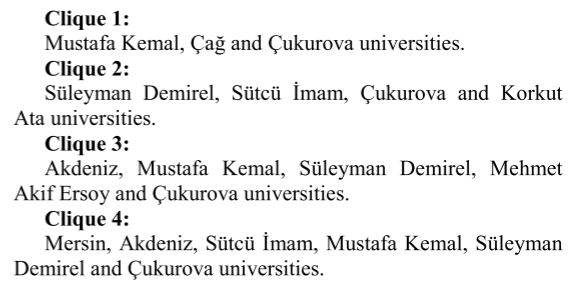 Clique 1:
Mustafa Kemal, Çağ and Çukurova universities.
Clique 2:
Süleyman Demirel, Sütcü İmam, Çukurova and Korkut
Ata universities.
Clique 3:
Akdeniz, Mustafa Kemal, Süleyman Demirel, Mehmet
Akif Ersoy and Çukurova universities.
Clique 4:
Mersin, Akdeniz, Sütcü İmam, Mustafa Kemal, Süleyman
Demirel and Çukurova universities.